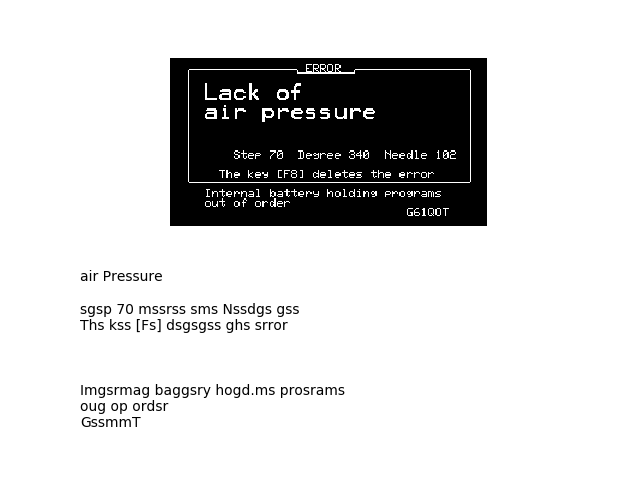 ERROR
Lack of
air pressure
Step 70 Degree 340 Needle 102
The key [F8] deletes the error
Internal battery holding programs
out of order
G61Q0T
air Pressure
sgsp 70 mssrss sms Nssdgs gss
Ths kss [Fs] dsgsgss ghs srror
Imgsrmag baggsry hogd.ms prosrams
oug op ordsr
GssmmT